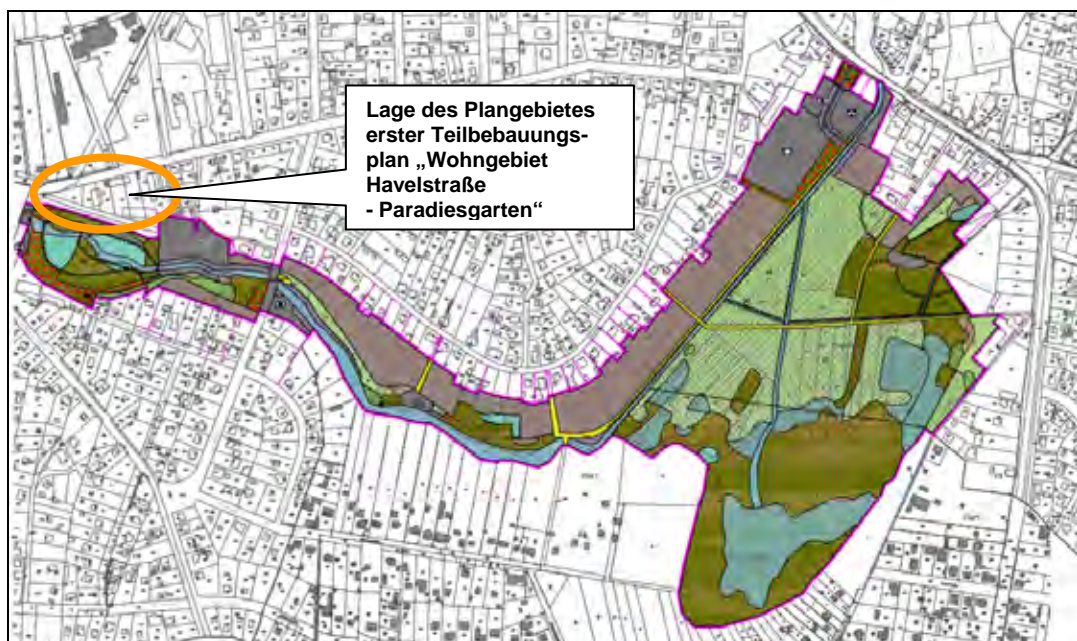 Lage des Plangebietes
erster Teilbebauungs-
plan „Wohngebiet
Havelstraße
- Paradiesgarten“